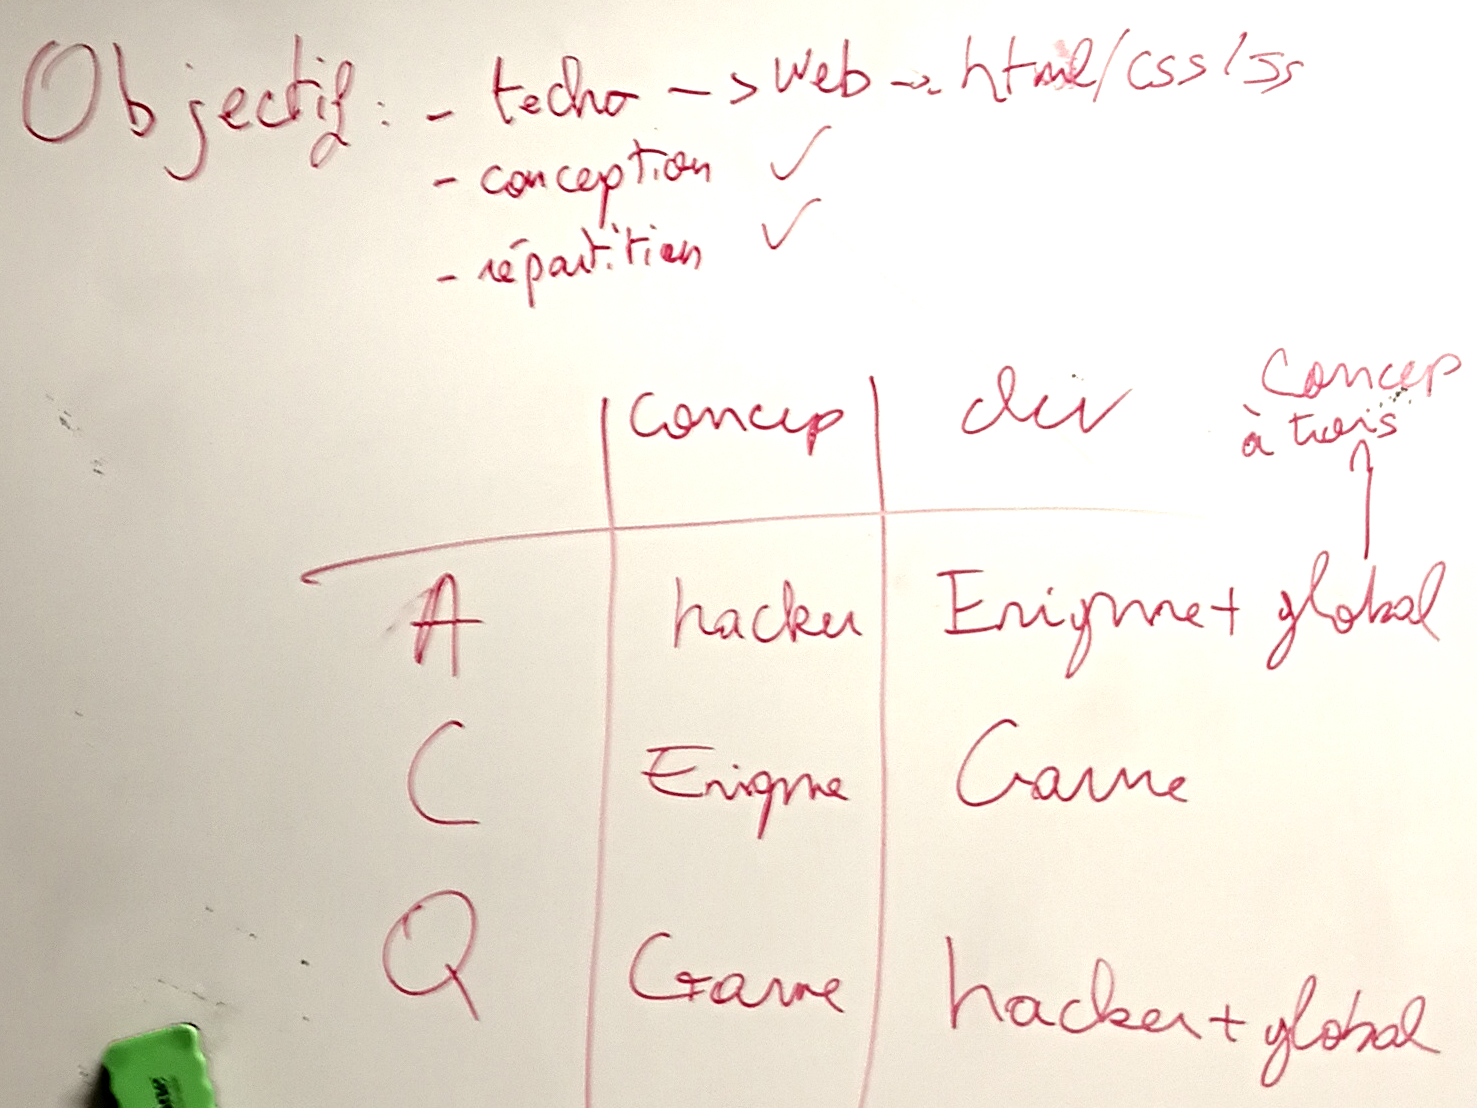 Objectif : - techo -> Web -> html/css/JS
- conception ✓
- répartition ✓
Concep
à trois
concep dev
A hacker Enigme + global
C Enigme Game
Q Game hacker + global